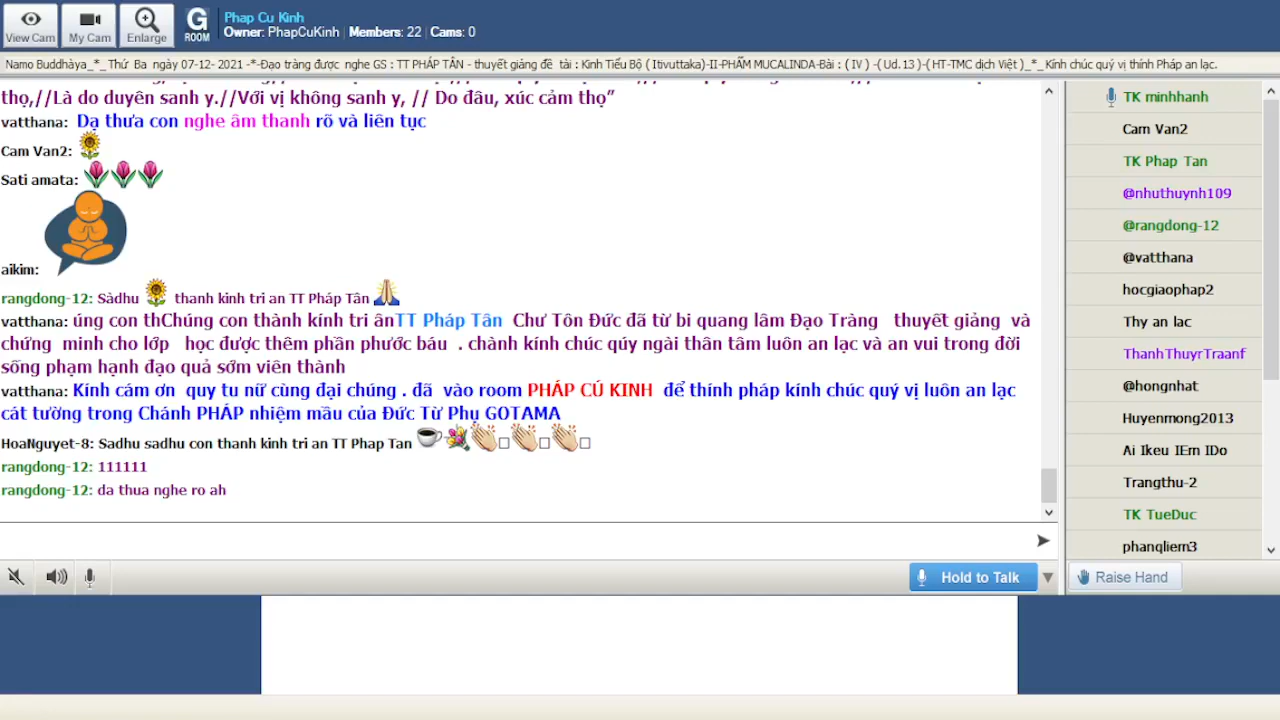 View Cam
My Cam
Enlarge
G
ROOM
Phap Cu Kinh
Owner: PhapCuKinh | Members: 22 | Cams: 0
Namo Buddhàya_*_ Thứ Ba ngày 07-12- 2021 -*-Đạo tràng được nghe GS : TT PHÁP TÂN - thuyết giảng đề tài : Kinh Tiểu Bộ ( Itivuttaka)-II-PHẨM MUCALINDA-Bài : ( IV ) -( Ud. 13 )-( HT-TMC dịch Việt )_*_ Kính chúc quý vị thính Pháp an lạc.
thọ,//Là do duyên sanh y.//Với vị không sanh y, // Do đâu, xúc cảm thọ”
vatthana: Dạ thưa con nghe âm thanh rõ và liên tục
Cam Van2:
Sati amata:
aikim:
rangdong-12: Sàdhu thanh kinh tri an TT Pháp Tân
vatthana: úng con thChúng con thành kính tri ânTT Pháp Tân Chư Tôn Đức đã từ bi quang lâm Đạo Tràng thuyết giảng và
chứng minh cho lớp học được thêm phần phước báu . chành kính chúc qúy ngài thân tâm luôn an lạc và an vui trong đời
sống phạm hạnh đạo quả sớm viên thành
vatthana: Kính cám ơn quy tu nữ cùng đại chúng . đã vào room PHÁP CÚ KINH để thính pháp kính chúc quý vị luôn an lạc
cát tường trong Chánh PHÁP nhiệm mầu của Đức Từ Phụ GOTAMA
HoaNguyet-8: Sadhu sadhu con thanh kinh tri an TT Phap Tan
rangdong-12: 111111
rangdong-12: da thua nghe ro ah
Hold to Talk
TK minhhanh
Cam Van2
TK Phap Tan
@nhuthuynh109
@rangdong-12
@vatthana
hocgiaophap2
Thy an lac
ThanhThuyrTraanf
@hongnhat
Huyenmong2013
Ai Ikeu IEm IDo
Trangthu-2
TK TueDuc
phanqliem3
Raise Hand